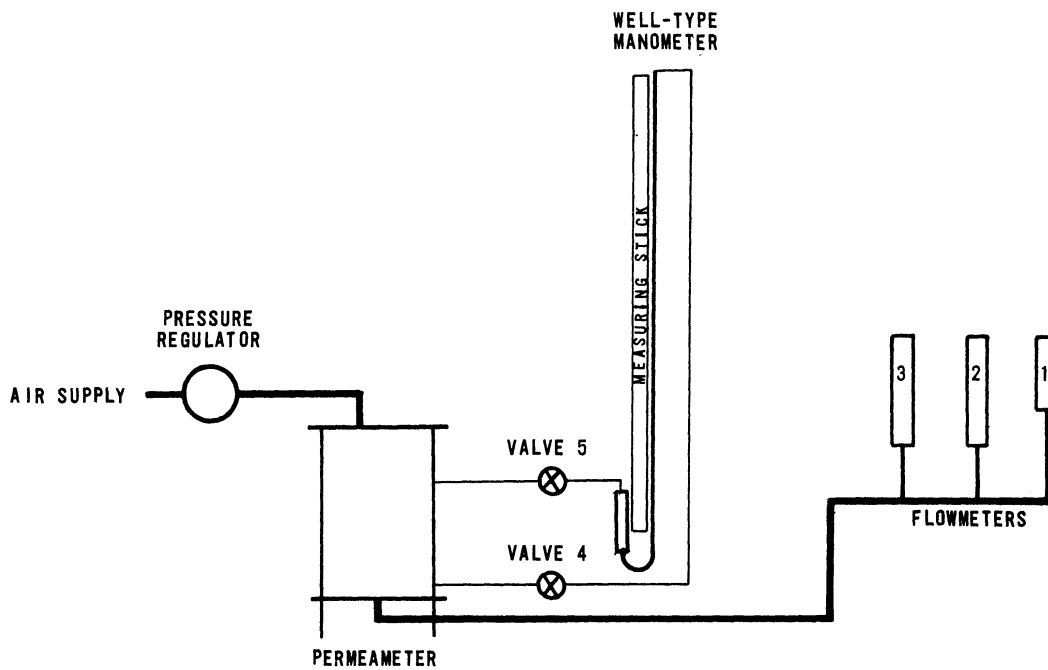 WELL-TYPE
MANOMETER
MEASURING STICK
PRESSURE
REGULATOR
AIR SUPPLY
3
2
1
VALVE 5
FLOWMETERS
VALVE 4
PERMEAMETER